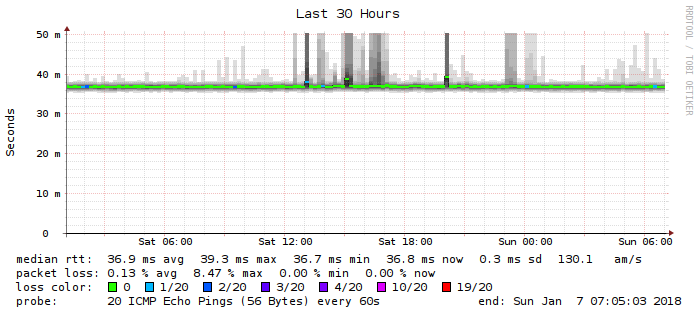 Last 30 Hours
RRDTOOL / TOBI OETIKER
Seconds
50 m
40 m
30 m
20 m
10 m
0
Sat 06:00 Sat 12:00 Sat 18:00 Sun 00:00 Sun 06:00
median rtt: 36.9 ms avg 39.3 ms max 36.7 ms min 36.8 ms now 0.3 ms sd 130.1 am/s
packet loss: 0.13 % avg 8.47 % max 0.00 % min 0.00 % now
loss color: 0 1/20 2/20 3/20 4/20 10/20 19/20
probe: 20 ICMP Echo Pings (56 Bytes) every 60s end: Sun Jan 7 07:05:03 2018